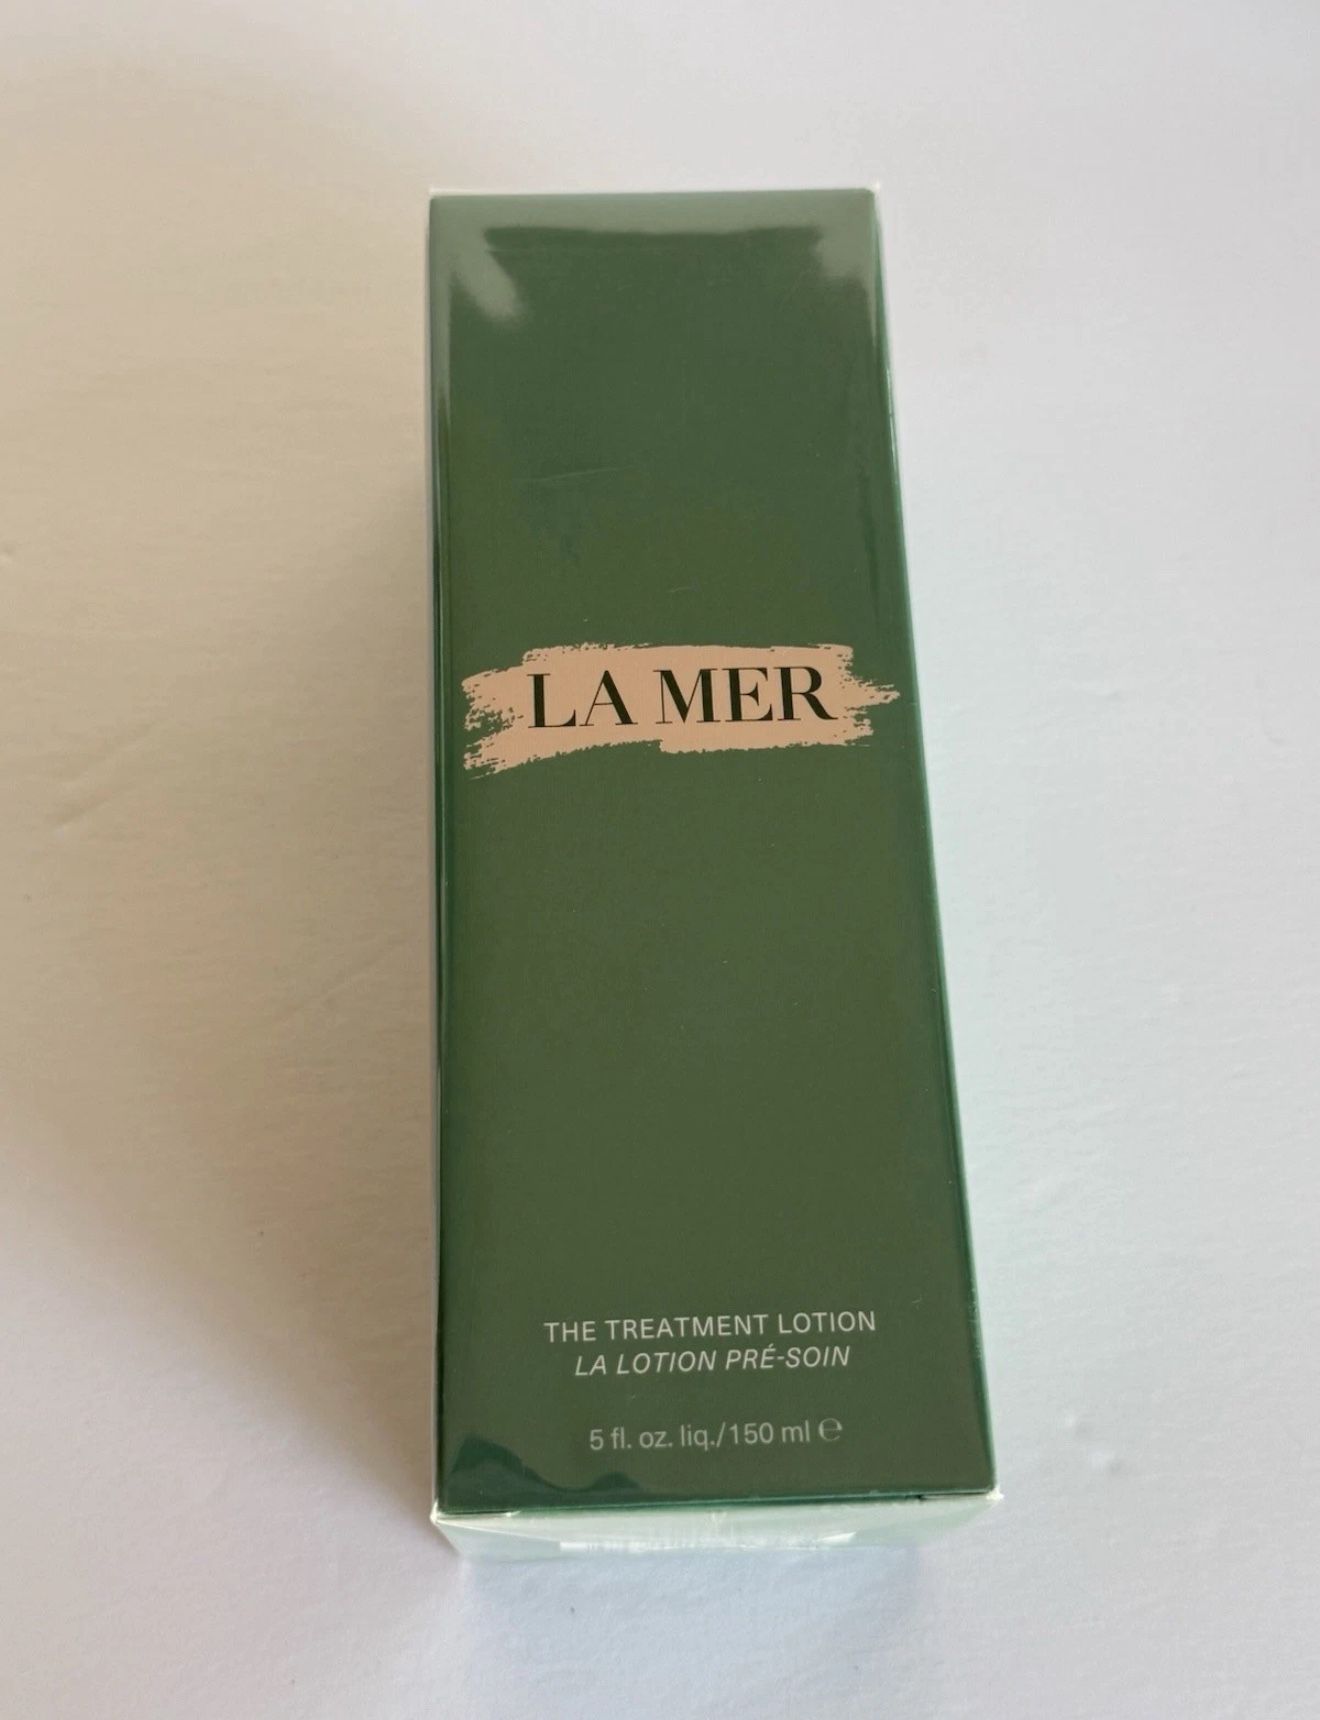 LA MER
THE TREATMENT LOTION
LA LOTION PRÉ-SOIN
5 fl. oz. liq./150 ml ℮